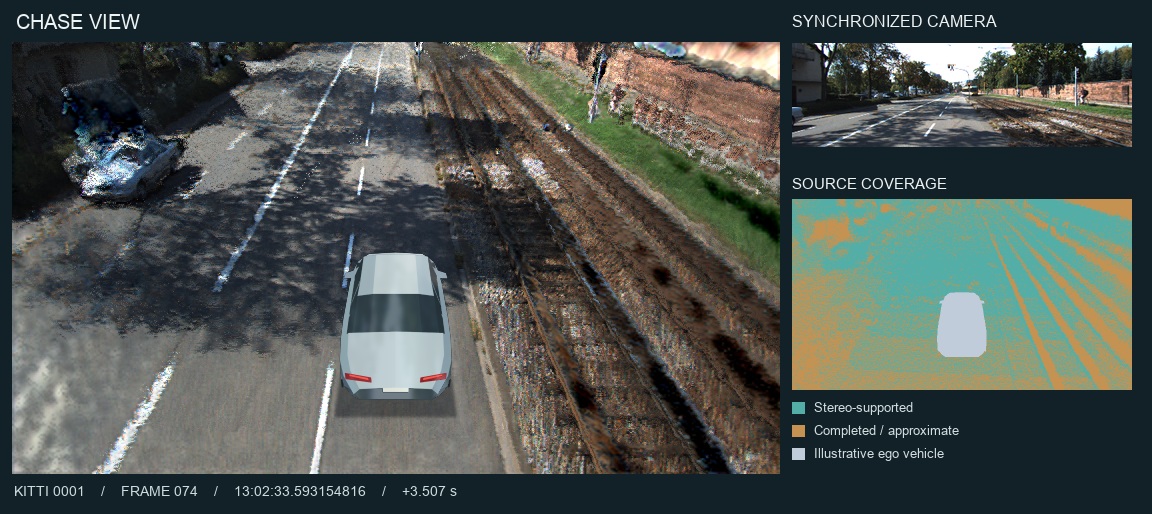 CHASE VIEW
SYNCHRONIZED CAMERA
SOURCE COVERAGE
Stereo-supported
Completed / approximate
Illustrative ego vehicle
KITTI 0001 / FRAME 074 / 13:02:33.593154816 / +3.507 s